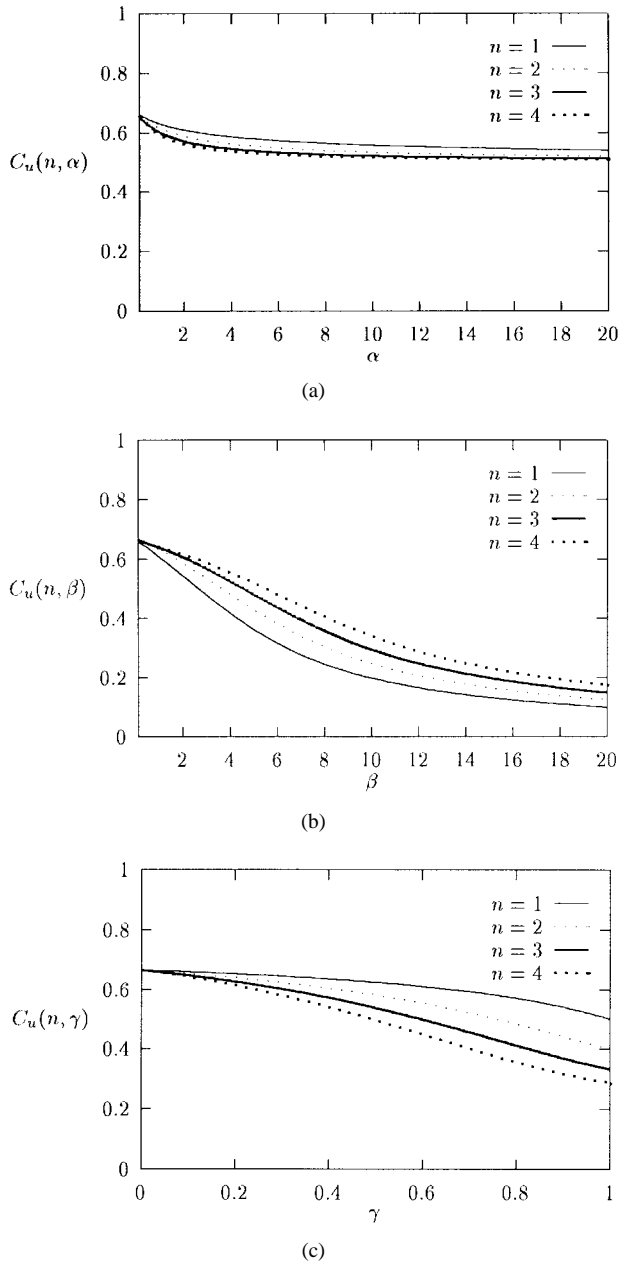 1
n = 1
n = 2
0.8
n = 3
n = 4
0.6
C_u(n, α)
0.4
0.2
0
2 4 6 8 10 12 14 16 18 20
α
(a)
1
n = 1
0.8
n = 2
n = 3
n = 4
0.6
C_u(n, β)
0.4
0.2
0
2 4 6 8 10 12 14 16 18 20
β
(b)
1
n = 1
n = 2
0.8
n = 3
n = 4
0.6
C_u(n, γ)
0.4
0.2
0
0 0.2 0.4 0.6 0.8 1
γ
(c)